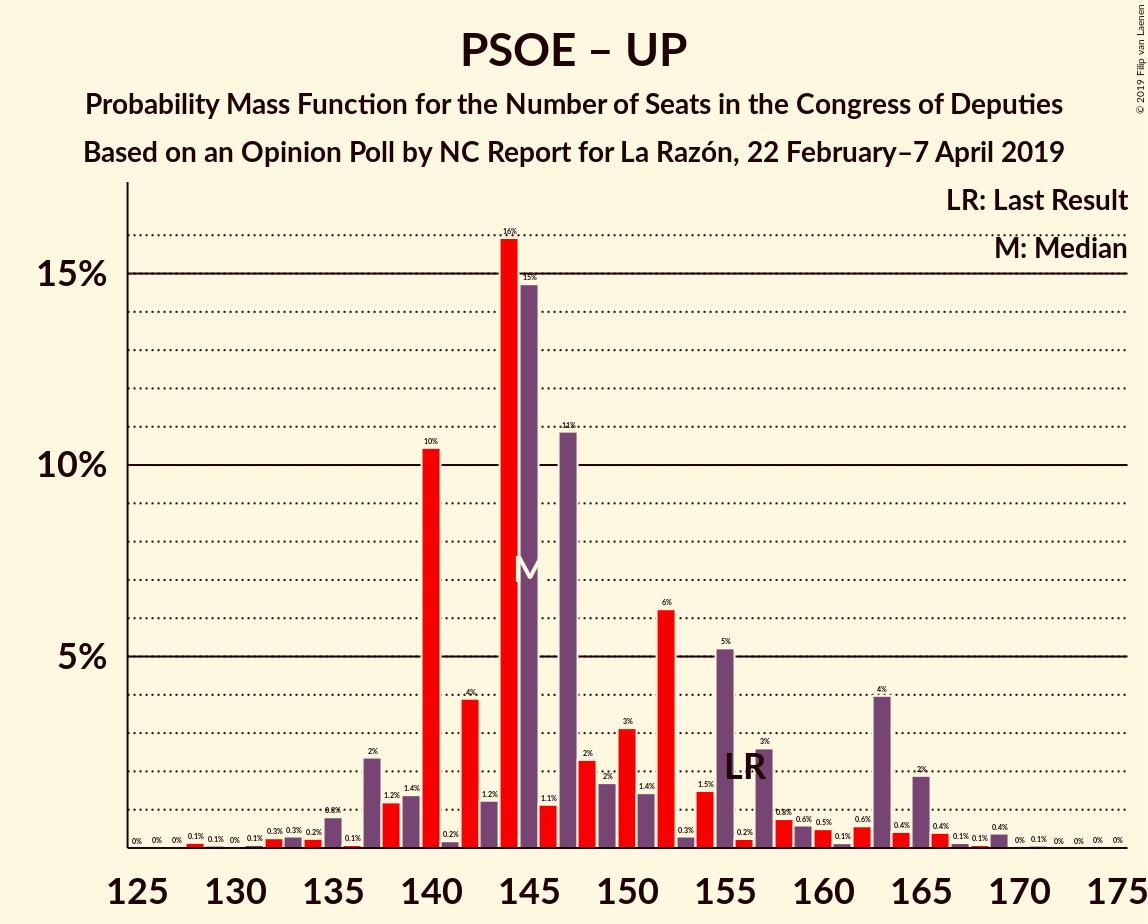 PSOE – UP
Probability Mass Function for the Number of Seats in the Congress of Deputies
Based on an Opinion Poll by NC Report for La Razón, 22 February–7 April 2019
© 2019 Filip van Laenen
LR: Last Result
M: Median
15%
10%
5%
0% 0% 0% 0.1% 0.1% 0% 0.1% 0.3% 0.3% 0.2% 0.8% 0.1% 2% 1.2% 1.4% 10% 0.2% 4% 1.2% 16% 15% 1.1% 11% 2% 2% 3% 1.4% 6% 0.3% 1.5% 5% 0.2% 3% 0.8% 0.6% 0.5% 0.1% 0.6% 4% 0.4% 2% 0.4% 0.1% 0.1% 0.4% 0% 0.1% 0% 0% 0% 0%
M
LR
125 130 135 140 145 150 155 160 165 170 175